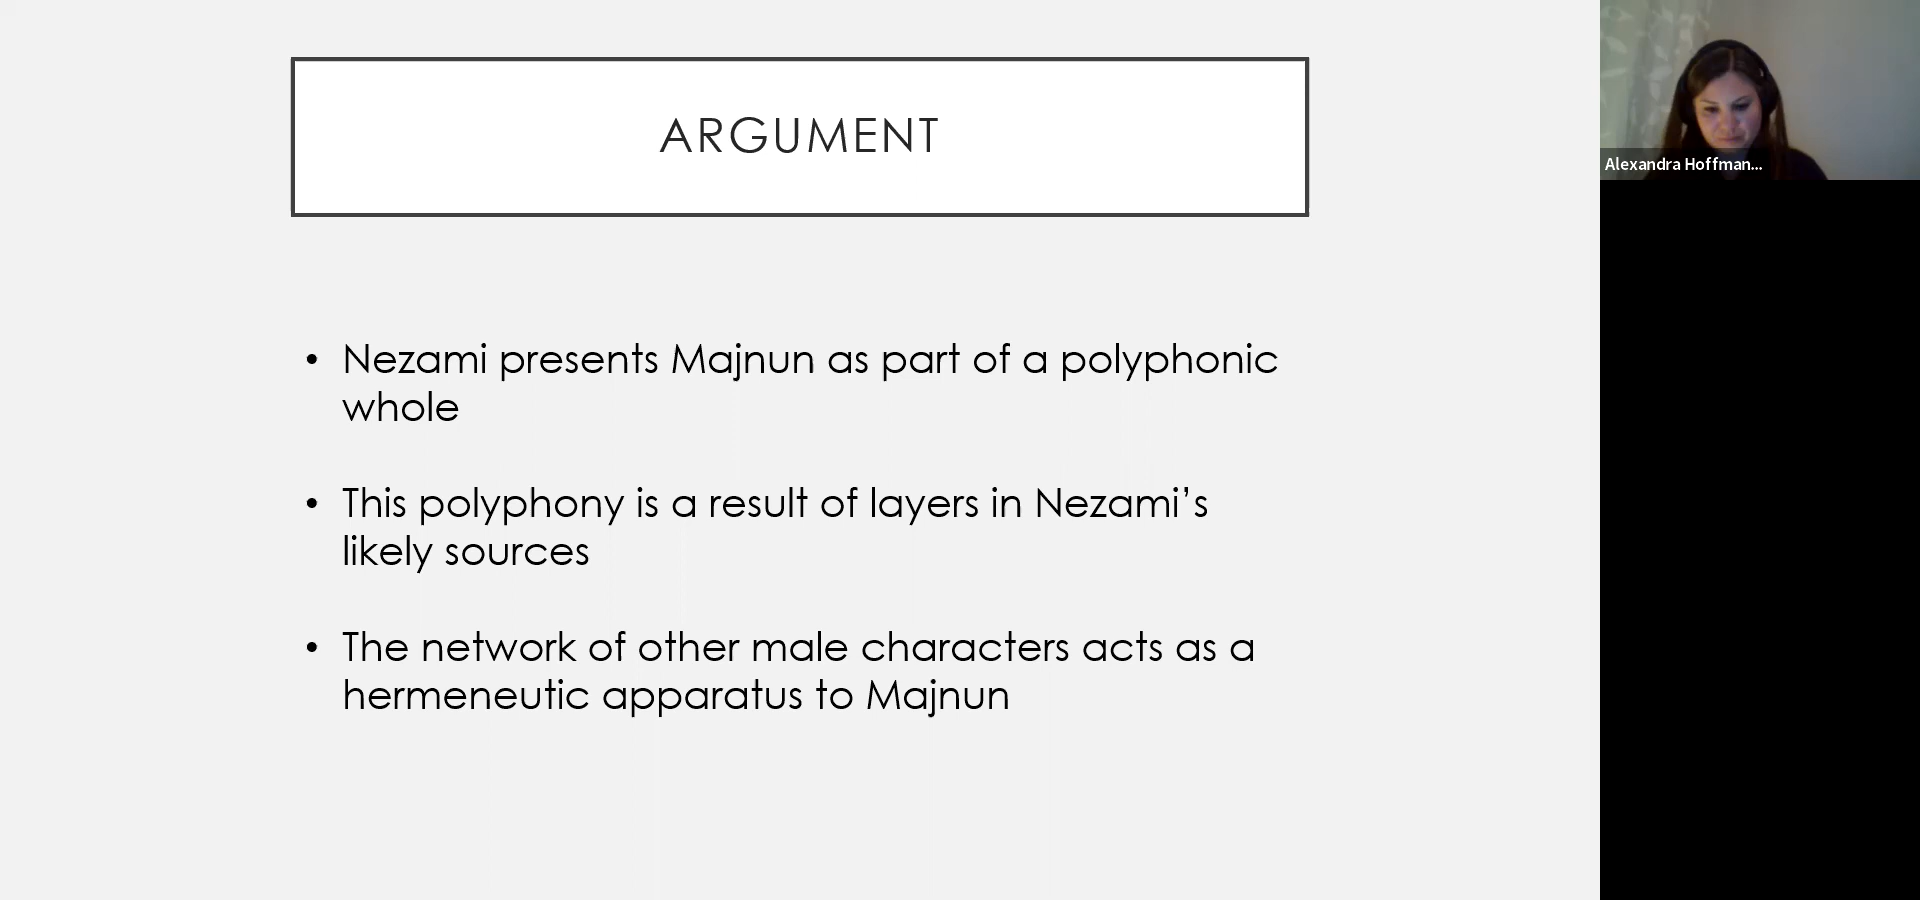 ARGUMENT
• Nezami presents Majnun as part of a polyphonic
whole
• This polyphony is a result of layers in Nezami’s
likely sources
• The network of other male characters acts as a
hermeneutic apparatus to Majnun
Alexandra Hoffman...